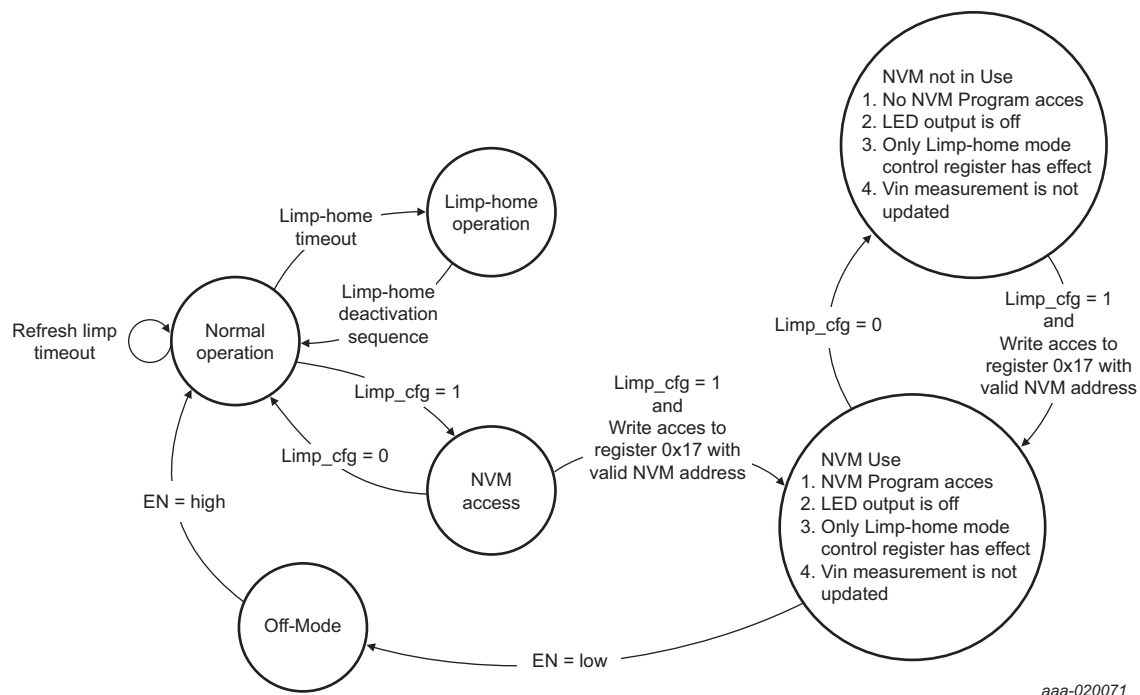 NVM not in Use
1. No NVM Program acces
2. LED output is off
3. Only Limp-home mode
control register has effect
4. Vin measurement is not
updated
Limp-home
operation
Limp-home
timeout
Limp-home
deactivation
sequence
Refresh limp
timeout
Normal
operation
Limp_cfg = 1
Limp_cfg = 0
NVM
access
EN = high
Off-Mode
EN = low
Limp_cfg = 1
and
Write acces to
register 0x17 with
valid NVM address
Limp_cfg = 0
Limp_cfg = 1
and
Write acces to
register 0x17 with
valid NVM address
NVM Use
1. NVM Program acces
2. LED output is off
3. Only Limp-home mode
control register has effect
4. Vin measurement is not
updated
aaa-020071